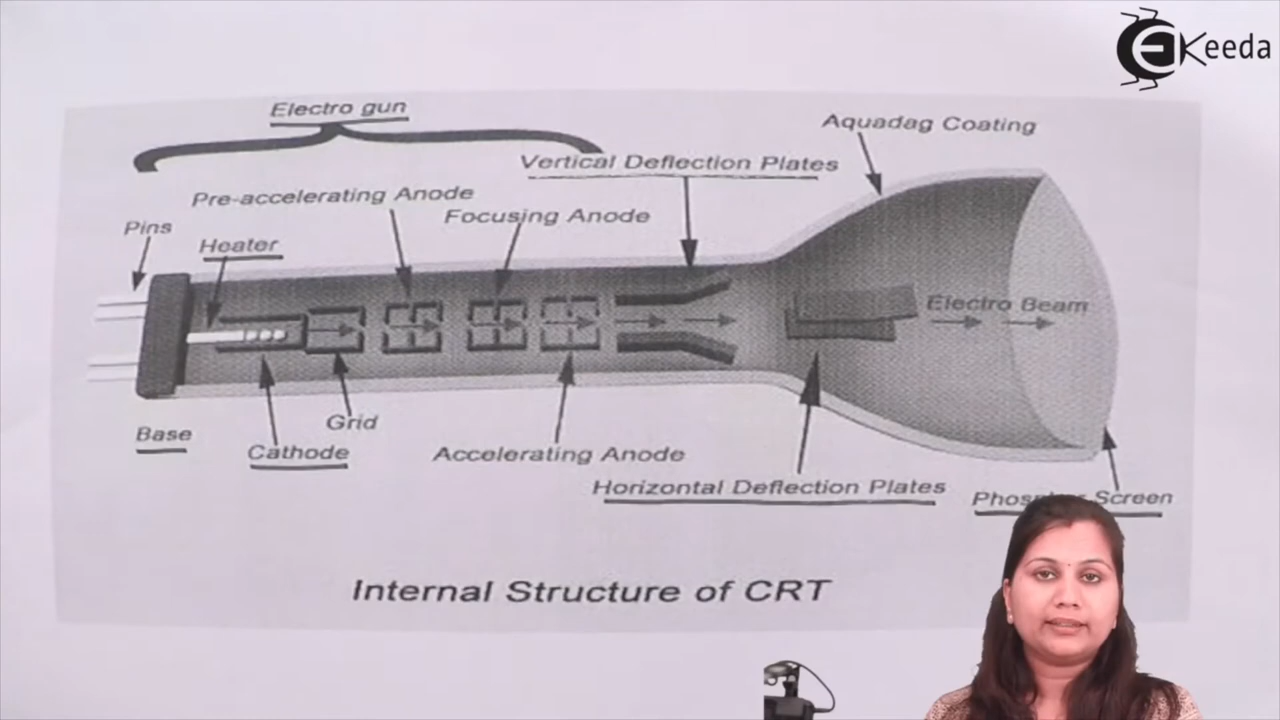 Keeda
Electro gun
Aquadag Coating
Vertical Deflection Plates
Pre-accelerating Anode
Focusing Anode
Pins
Heater
Electro Beam
Grid
Base
Cathode
Accelerating Anode
Horizontal Deflection Plates
Screen
Internal Structure of CRT